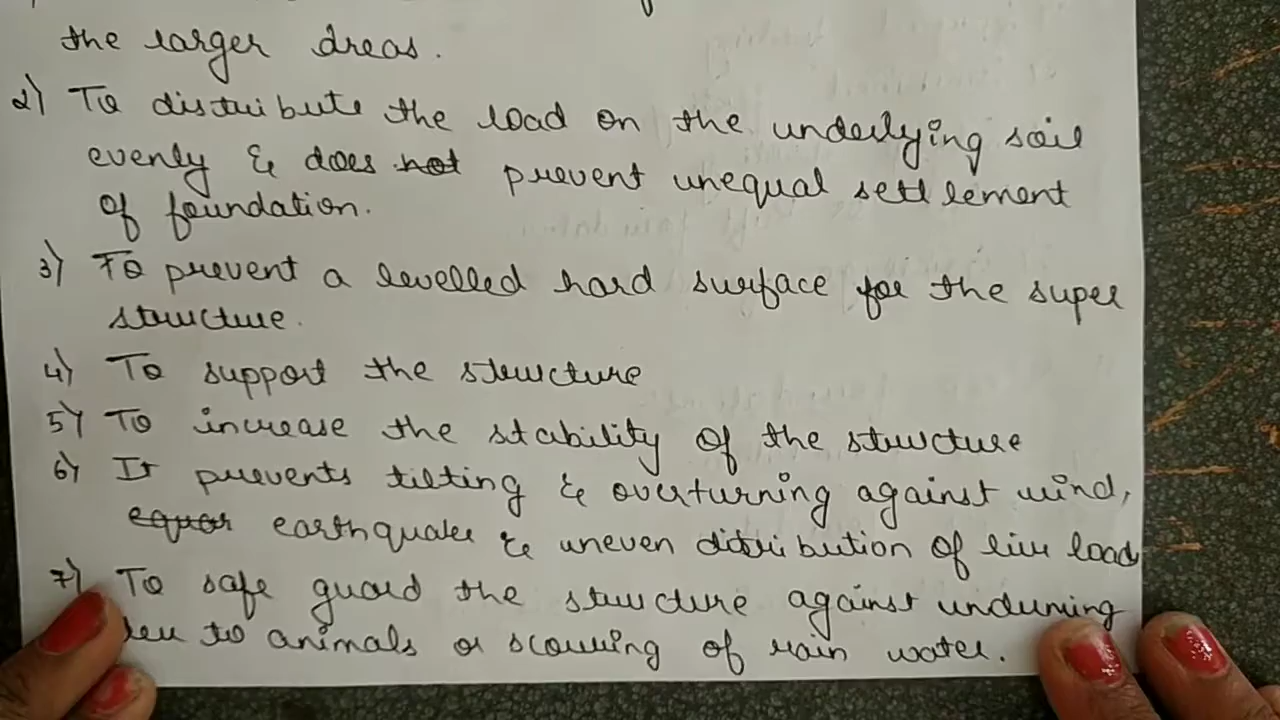 the larger areas.
2) To distribute the load on the underlying soil
evenly & does not prevent unequal settlement
of foundation.
3) To prevent a levelled hard surface for the super
structure.
4) To support the structure
5) To increase the stability of the structure
6) It prevents tilting & overturning against wind,
earthquake & uneven distribution of live load
7) To safe guard the structure against
to animals or scouring of rain water.